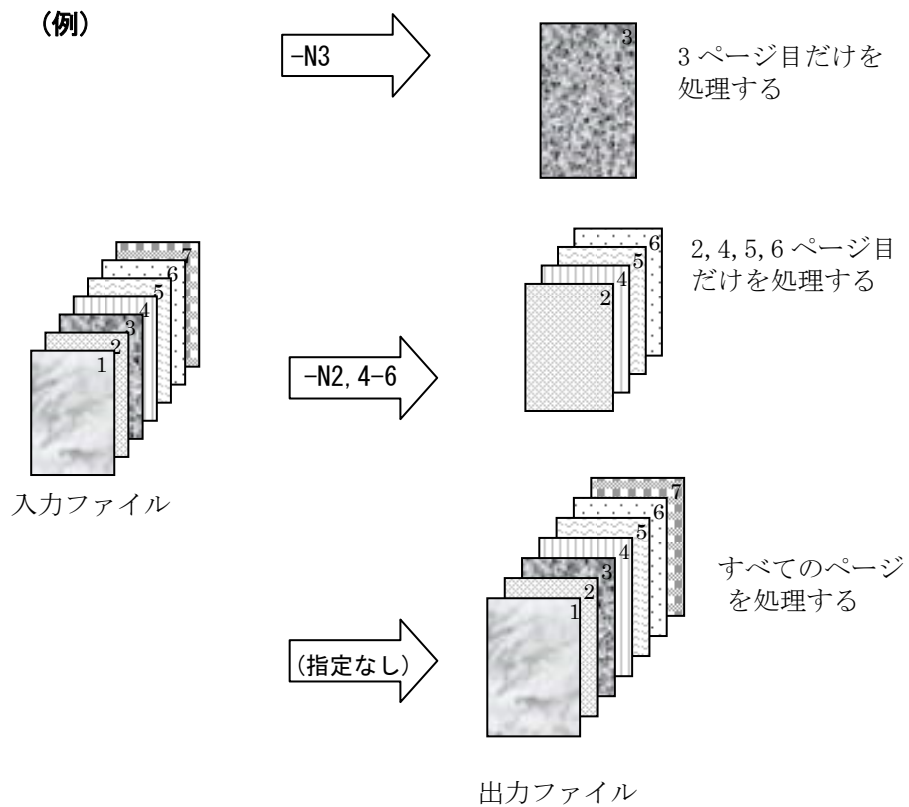 (例)
-N3
3
3 ページ目だけを
処理する
7
6
5
4
3
2
1
入力ファイル
-N2, 4-6
6
5
4
2
2, 4, 5, 6 ページ目
だけを処理する
(指定なし)
7
6
5
4
3
2
1
すべてのページ
を処理する
出力ファイル